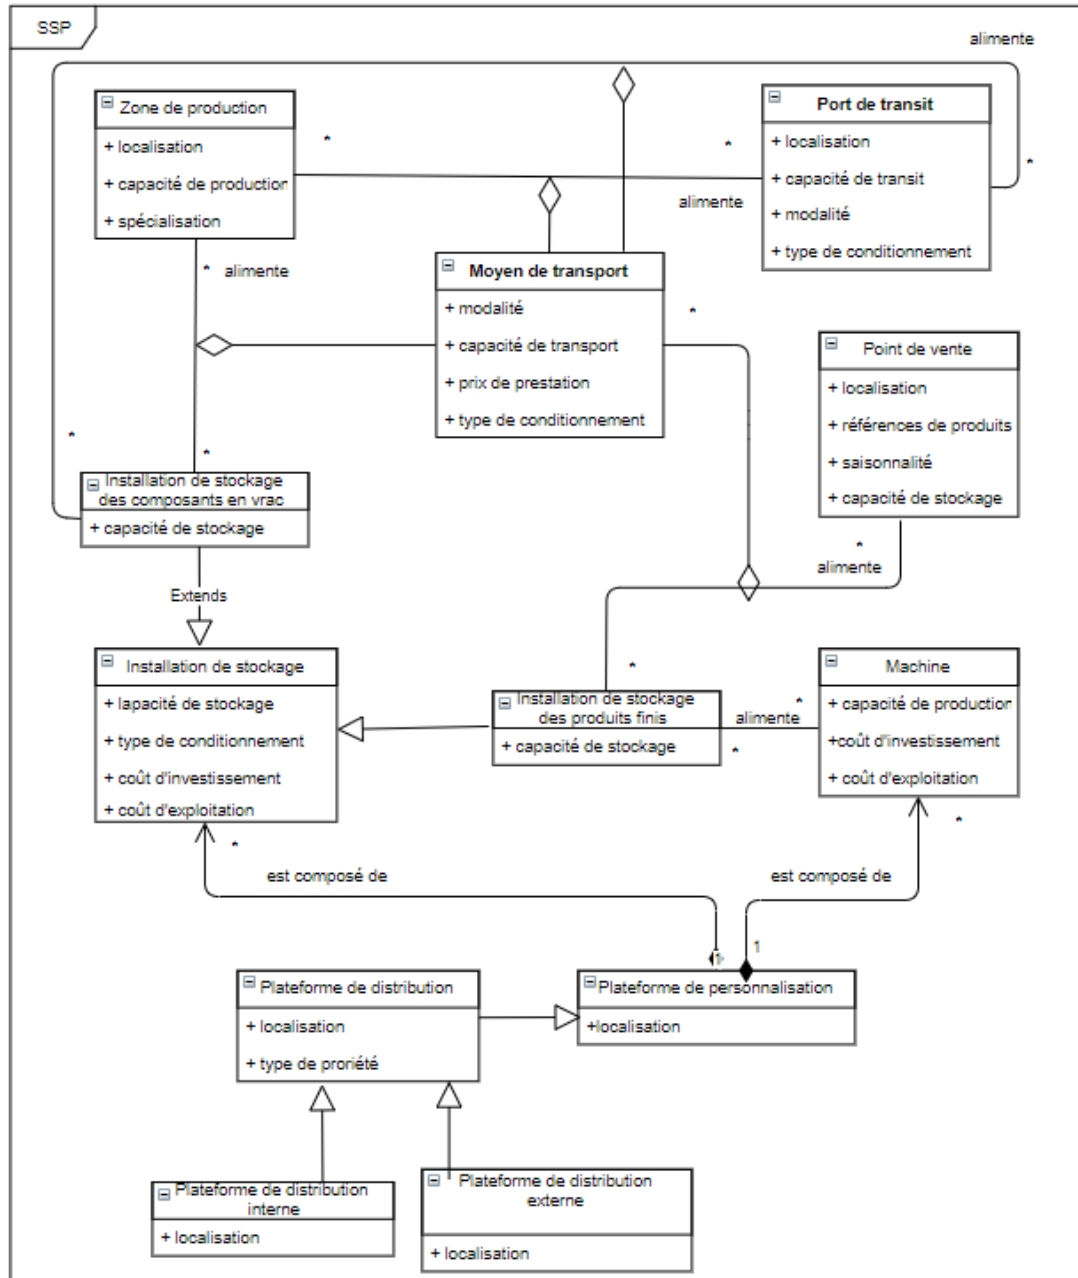 SSP
alimente
Zone de production
+ localisation
+ capacité de production
+ spécialisation
*
*
Port de transit
+ localisation
+ capacité de transit
+ modalité
+ type de conditionnement
*
alimente
* alimente
Moyen de transport
+ modalité
+ capacité de transport
+ prix de prestation
+ type de conditionnement
*
Point de vente
+ localisation
+ références de produits
+ saisonnalité
+ capacité de stockage
*
*
Installation de stockage
des composants en vrac
+ capacité de stockage
*
alimente
Extends
Installation de stockage
+ lapacité de stockage
+ type de conditionnement
+ coût d'investissement
+ coût d'exploitation
*
*
Installation de stockage
des produits finis
+ capacité de stockage
*
alimente
*
Machine
+ capacité de production
+coût d'investissement
+ coût d'exploitation
*
est composé de
est composé de
1
1
Plateforme de distribution
+ localisation
+ type de proriété
Plateforme de personnalisation
+localisation
Plateforme de distribution
interne
+ localisation
Plateforme de distribution
externe
+ localisation